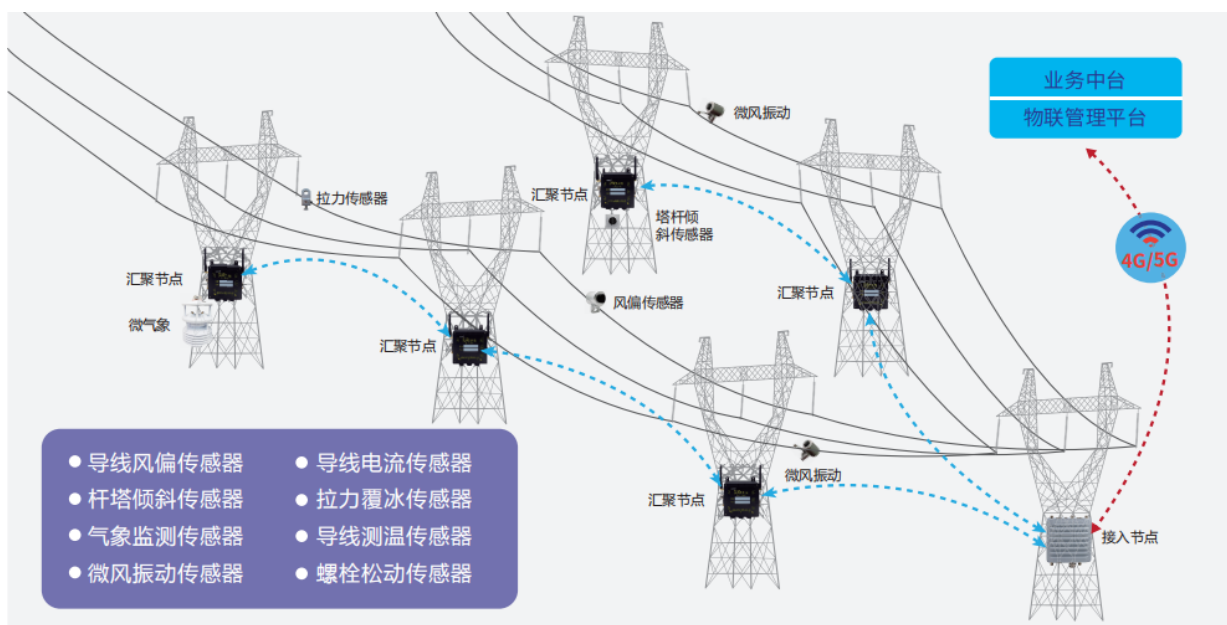 业务中台
物联管理平台
微风振动
拉力传感器
汇聚节点
塔杆倾
斜传感器
4G/5G
汇聚节点
微气象
风偏传感器
汇聚节点
汇聚节点
微风振动
汇聚节点
接入节点
导线风偏传感器
导线电流传感器
杆塔倾斜传感器
拉力覆冰传感器
气象监测传感器
导线测温传感器
微风振动传感器
螺栓松动传感器